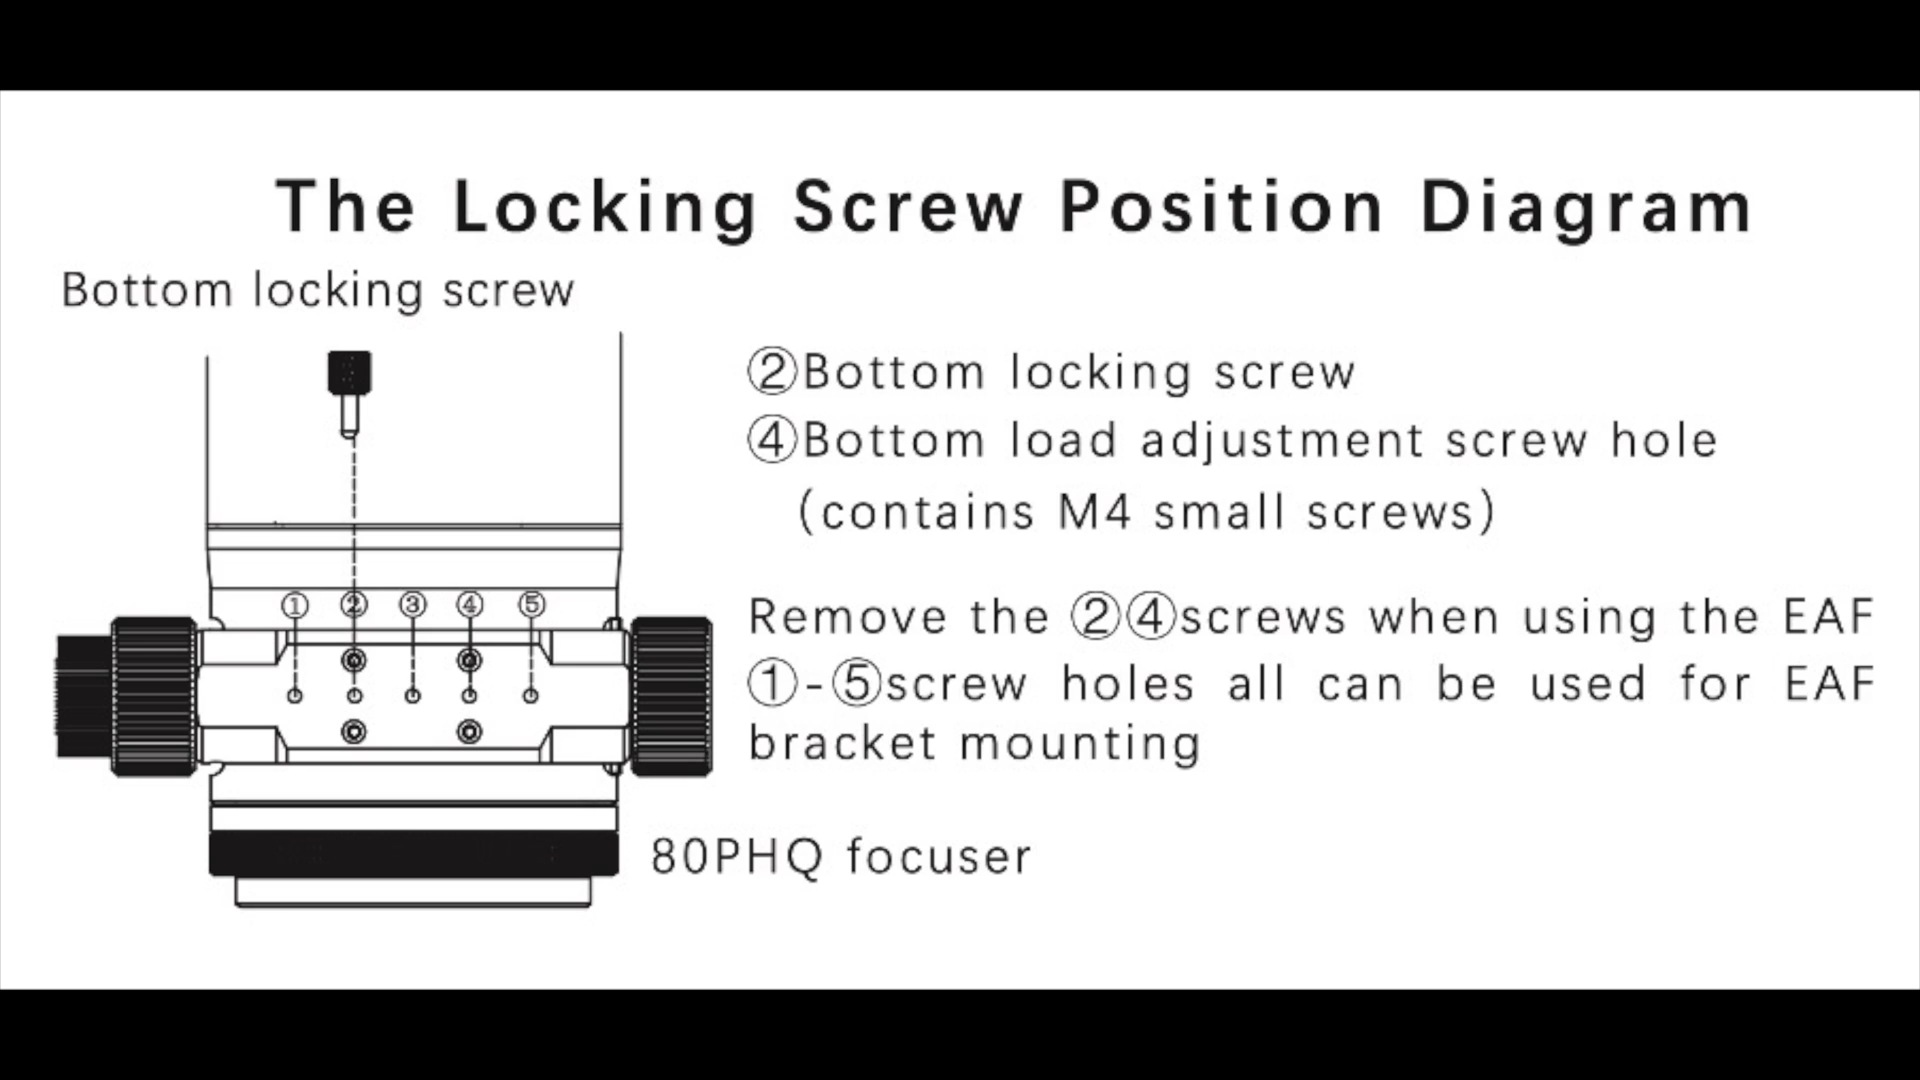 The Locking Screw Position Diagram
Bottom locking screw
②Bottom locking screw
④Bottom load adjustment screw hole
(contains M4 small screws)
① ② ③ ④ ⑤
Remove the ②④screws when using the EAF
①-⑤screw holes all can be used for EAF
bracket mounting
80PHQ focuser